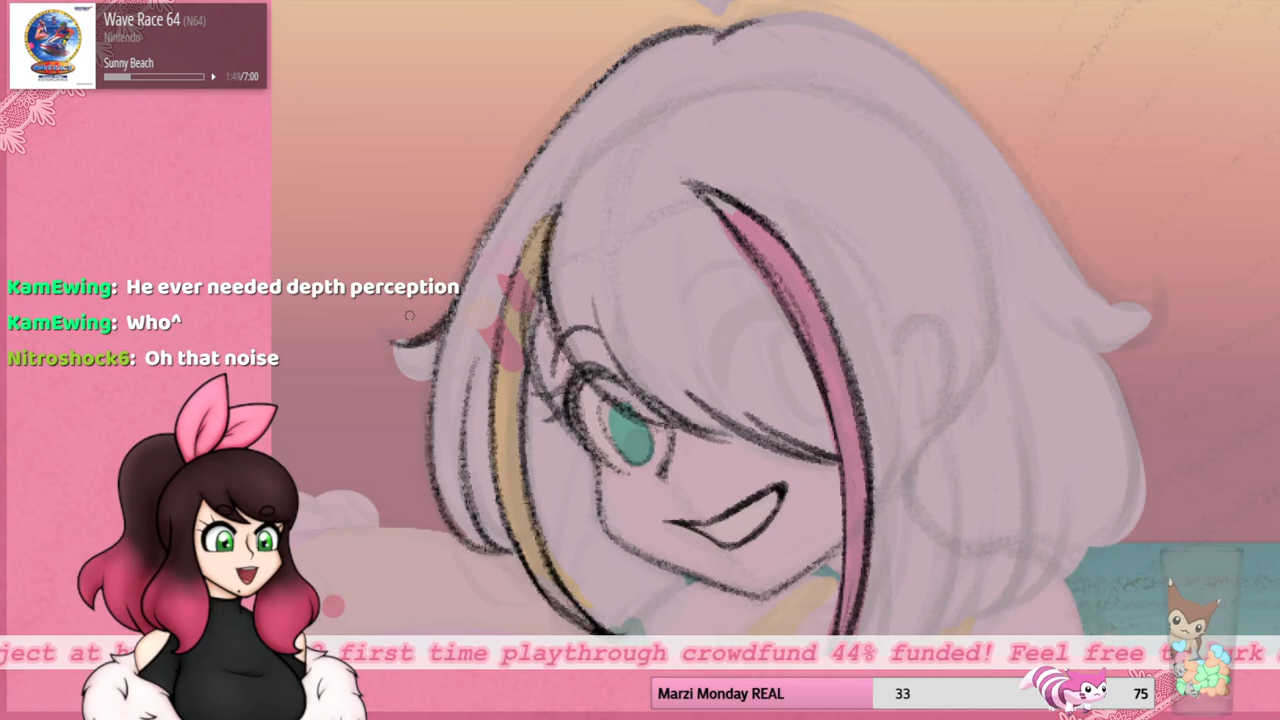 Wave Race 64 (N64)
Nintendo
Sunny Beach
1:49/7:00
KamEwing: He ever needed depth perception
KamEwing: Who^
Nitroshock6: Oh that noise
ject at first time playthrough crowdfund 44% funded! Feel free
Marzi Monday REAL 33 75